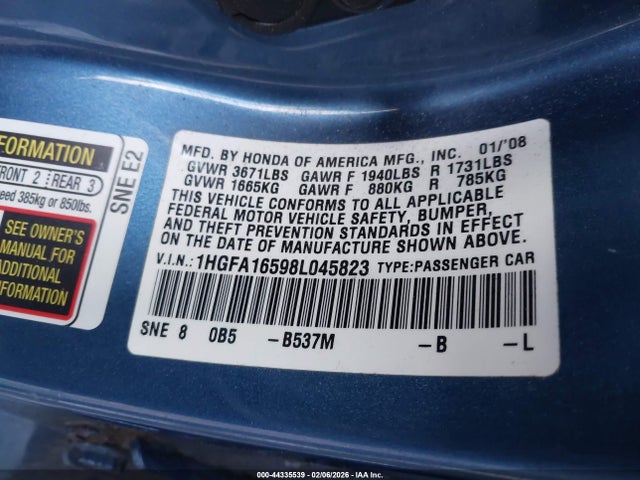 FORMATION
FRONT 2 REAR 3
eed 385kg or 850lbs.
SEE OWNER'S
MANUAL FOR
ADDITIONAL
INFORMATION
SNE E2
MFD. BY HONDA OF AMERICA MFG., INC. 01/'08
GVWR 3671LBS GAWR F 1940LBS R 1731LBS
GVWR 1665KG GAWR F 880KG R 785KG
THIS VEHICLE CONFORMS TO ALL APPLICABLE
FEDERAL MOTOR VEHICLE SAFETY, BUMPER,
AND THEFT PREVENTION STANDARDS IN EFFECT
ON THE DATE OF MANUFACTURE SHOWN ABOVE.
V.I.N.: 1HGFA16598L045823 TYPE:PASSENGER CAR
SNE 8 0B5 -B537M -B -L
000-44335539 - 02/06/2026 - IAA Inc.